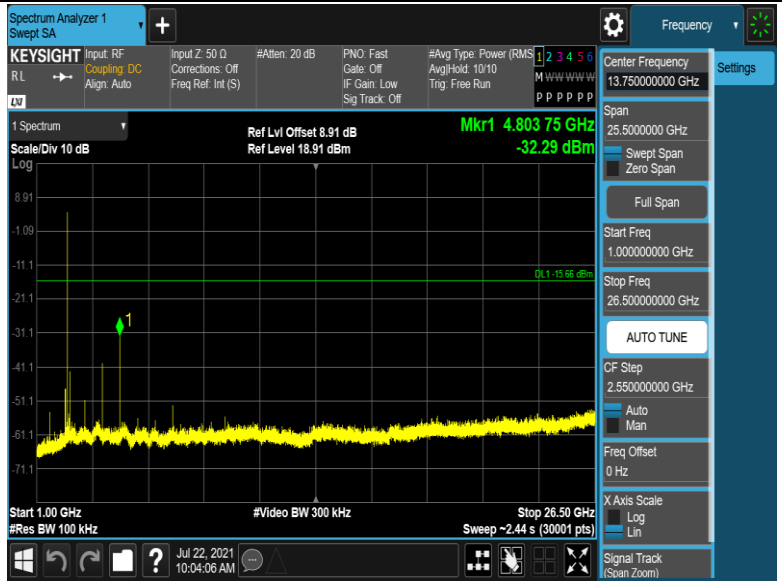 Spectrum Analyzer 1
Swept SA
+
Frequency
KEYSIGHT
RL
LXI
Input: RF
Coupling: DC
Align: Auto
Input Z: 50 Ω
Corrections: Off
Freq Ref: Int (S)
#Atten: 20 dB
PNO: Fast
Gate: Off
IF Gain: Low
Sig Track: Off
#Avg Type: Power (RMS
Avg|Hold: 10/10
Trig: Free Run
1 2 3 4 5 6
M W W W W W
P P P P P P
1 Spectrum
Scale/Div 10 dB
Log
Ref Lvl Offset 8.91 dB
Ref Level 18.91 dBm
Mkr1 4.803 75 GHz
-32.29 dBm
8.91
-1.09
-11.1
-21.1
-31.1
-41.1
-51.1
-61.1
-71.1
DL1 -15.66 dBm
1
Start 1.00 GHz
#Res BW 100 kHz
#Video BW 300 kHz
Stop 26.50 GHz
Sweep ~2.44 s (30001 pts)
?
Jul 22, 2021
10:04:06 AM
Center Frequency
13.750000000 GHz
Span
25.5000000 GHz
Swept Span
Zero Span
Full Span
Start Freq
1.000000000 GHz
Stop Freq
26.500000000 GHz
AUTO TUNE
CF Step
2.550000000 GHz
Auto
Man
Freq Offset
0 Hz
X Axis Scale
Log
Lin
Signal Track
(Span Zoom)
Settings